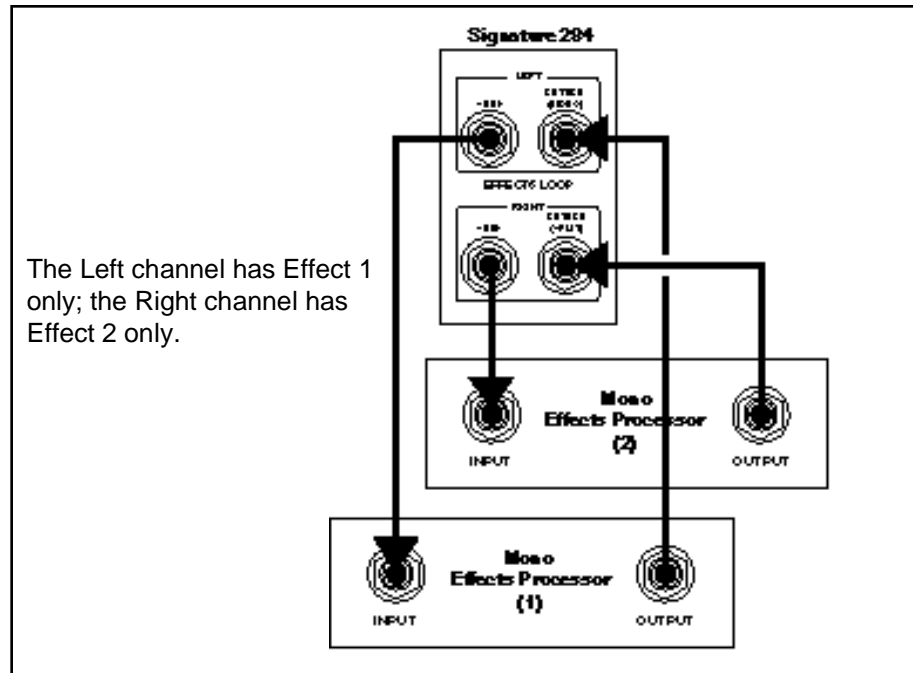 Signature 284
LEFT
EFFECTS LOOP
RIGHT
The Left channel has Effect 1
only; the Right channel has
Effect 2 only.
Mono
Effects Processor
(2)
INPUT
OUTPUT
Mono
Effects Processor
(1)
INPUT
OUTPUT